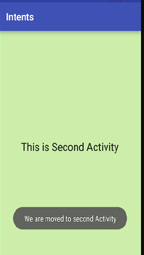 Intents
This is Second Activity
We are moved to second Activity